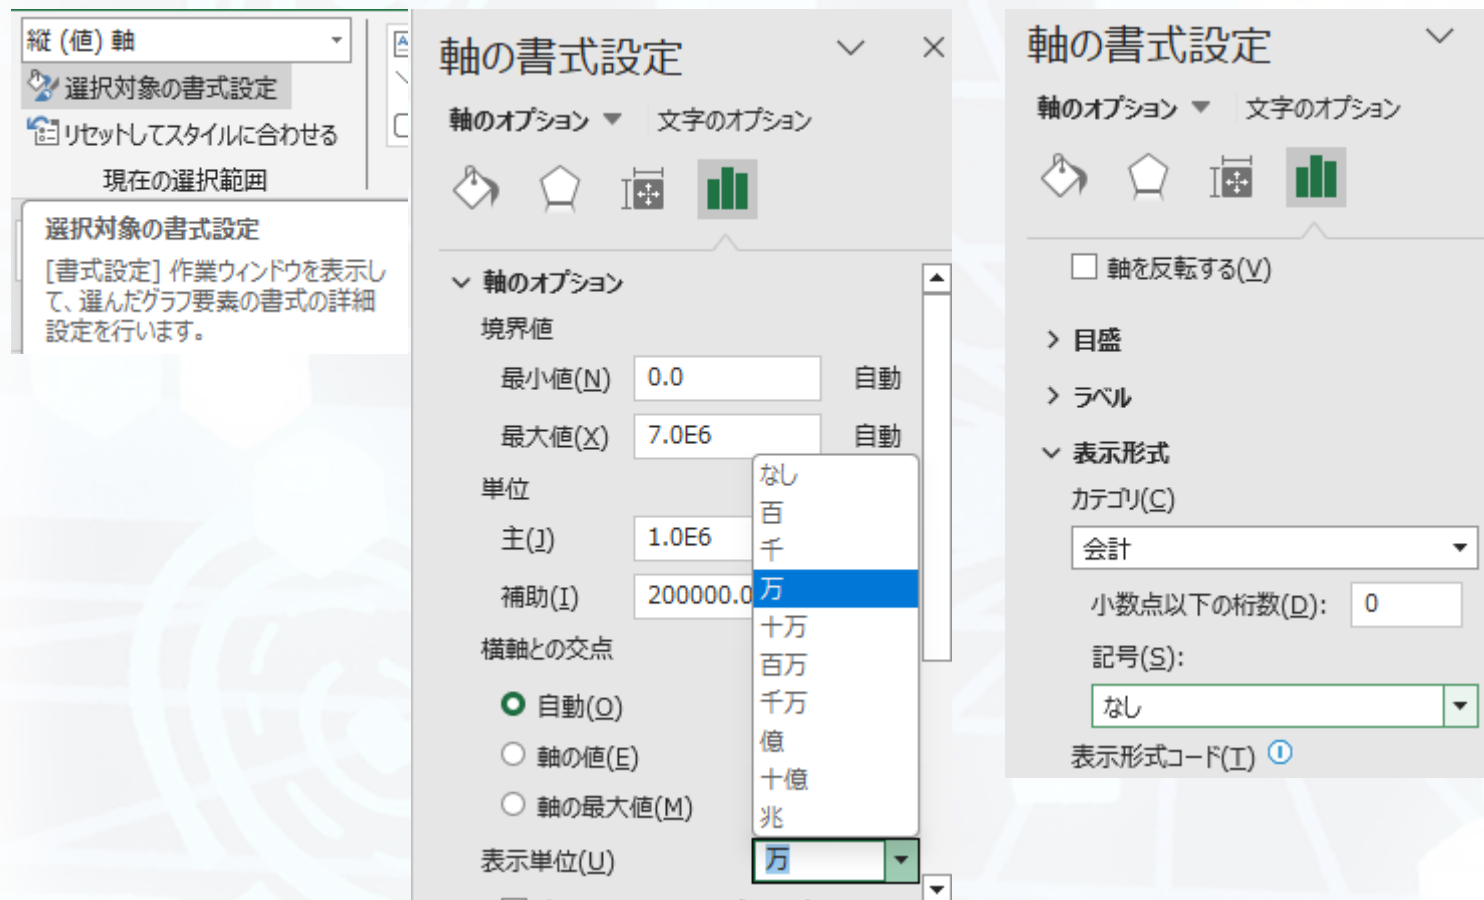 縦 (値) 軸
選択対象の書式設定
リセットしてスタイルに合わせる
現在の選択範囲
選択対象の書式設定
[書式設定] 作業ウィンドウを表示し
て、選んだグラフ要素の書式の詳細
設定を行います。
軸の書式設定
軸のオプション
文字のオプション
軸のオプション
境界値
最小値(N)
0.0
自動
最大値(X)
7.0E6
自動
単位
主(J)
1.0E6
補助(I)
200000.0
横軸との交点
自動(O)
軸の値(E)
軸の最大値(M)
表示単位(U)
万
なし
百
千
万
十万
百万
千万
億
十億
兆
軸の書式設定
軸のオプション
文字のオプション
軸を反転する(V)
目盛
ラベル
表示形式
カテゴリ(C)
会計
小数点以下の桁数(D):
0
記号(S):
なし
表示形式コード(T)